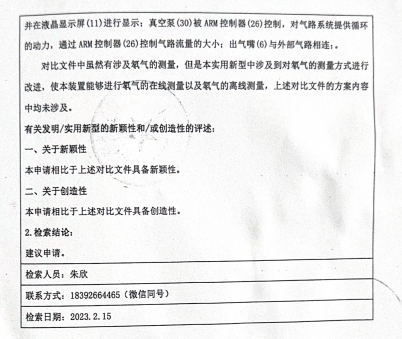 并在液晶显示屏(11)进行显示；真空泵(30)被 ARM 控制器(26)控制，对气路系统提供循环
的动力，通过 ARM 控制器(26)控制气路流量的大小；出气嘴(6)与外部气路相连;。
对比文件中虽然有涉及氧气的测量，但是本实用新型中涉及到对氧气的测量方式进行
改进，使本装置能够进行氧气的在线测量以及氧气的离线测量，上述对比文件的方案内容
中均未涉及。
有关发明/实用新型的新颖性和/或创造性的评述：
一、关于新颖性
本申请相比于上述对比文件具备新颖性。
二、关于创造性
本申请相比于上述对比文件具备创造性。
2.检索结论：
建议申请。
检索人员：朱欣
联系方式：18392664465（微信同号）
检索日期：2023.2.15